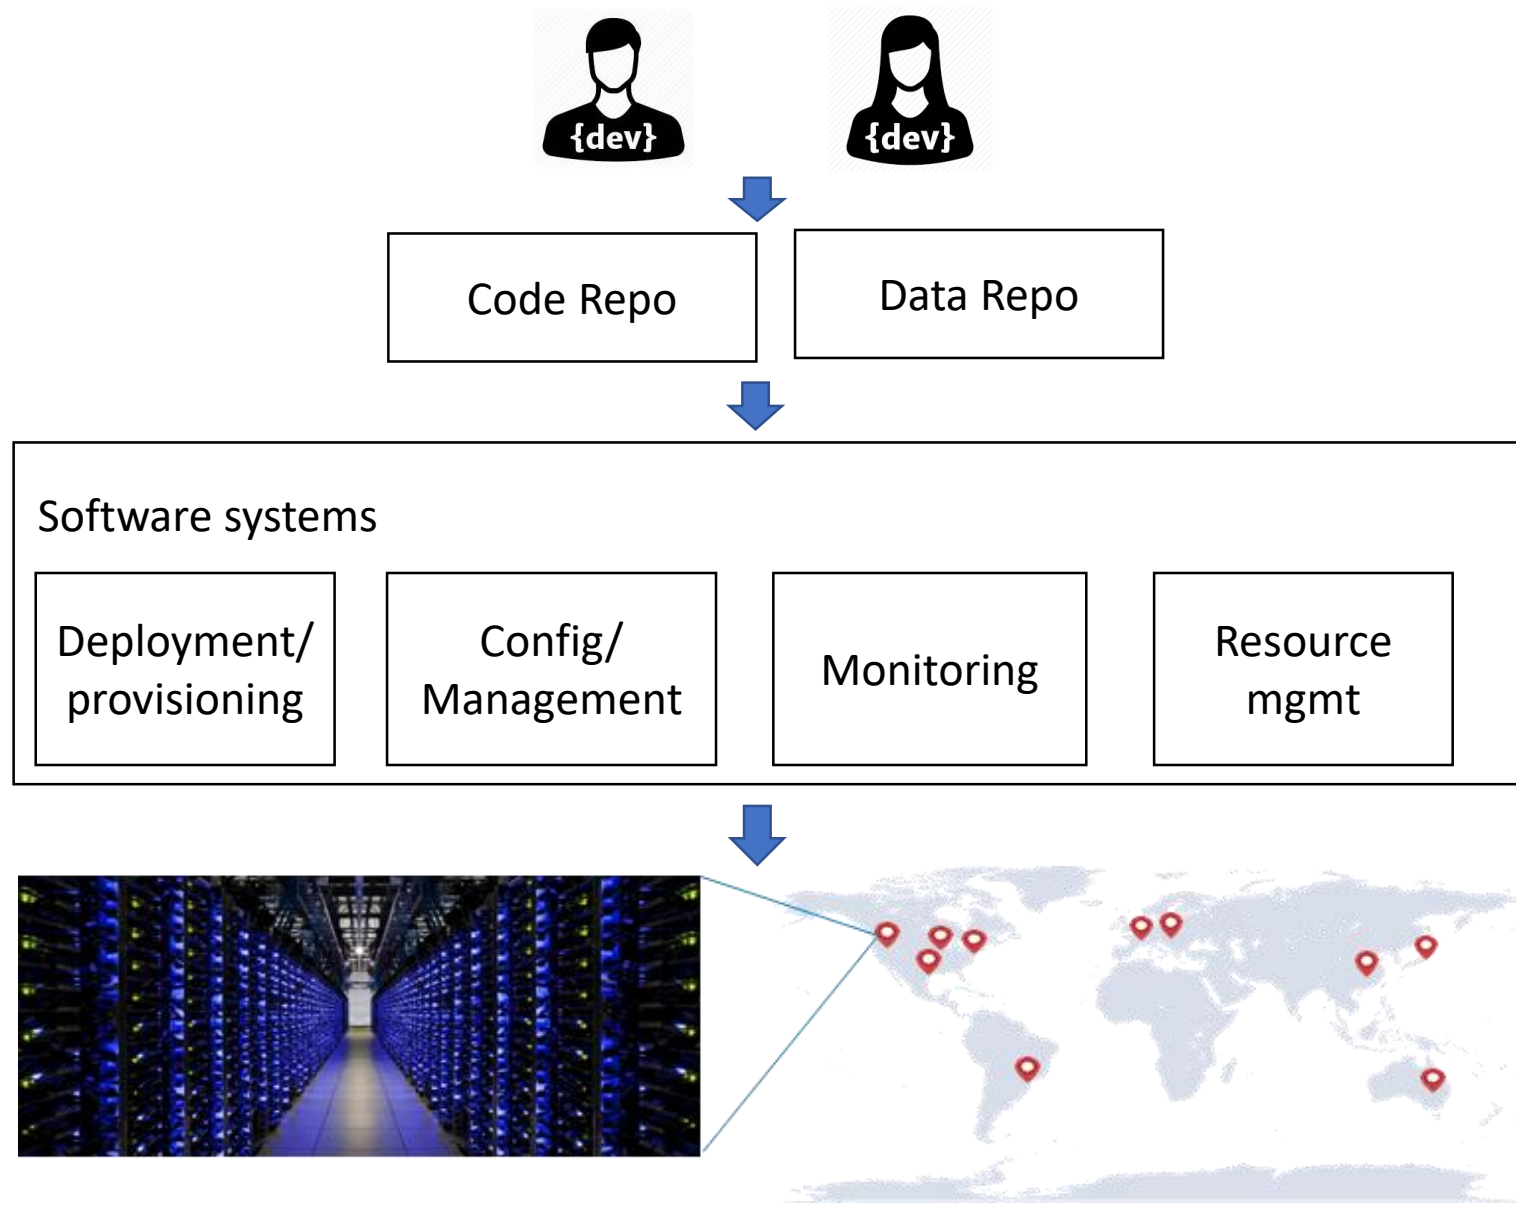 {dev}
{dev}
Code Repo
Data Repo
Software systems
Deployment/
provisioning
Config/
Management
Monitoring
Resource
mgmt